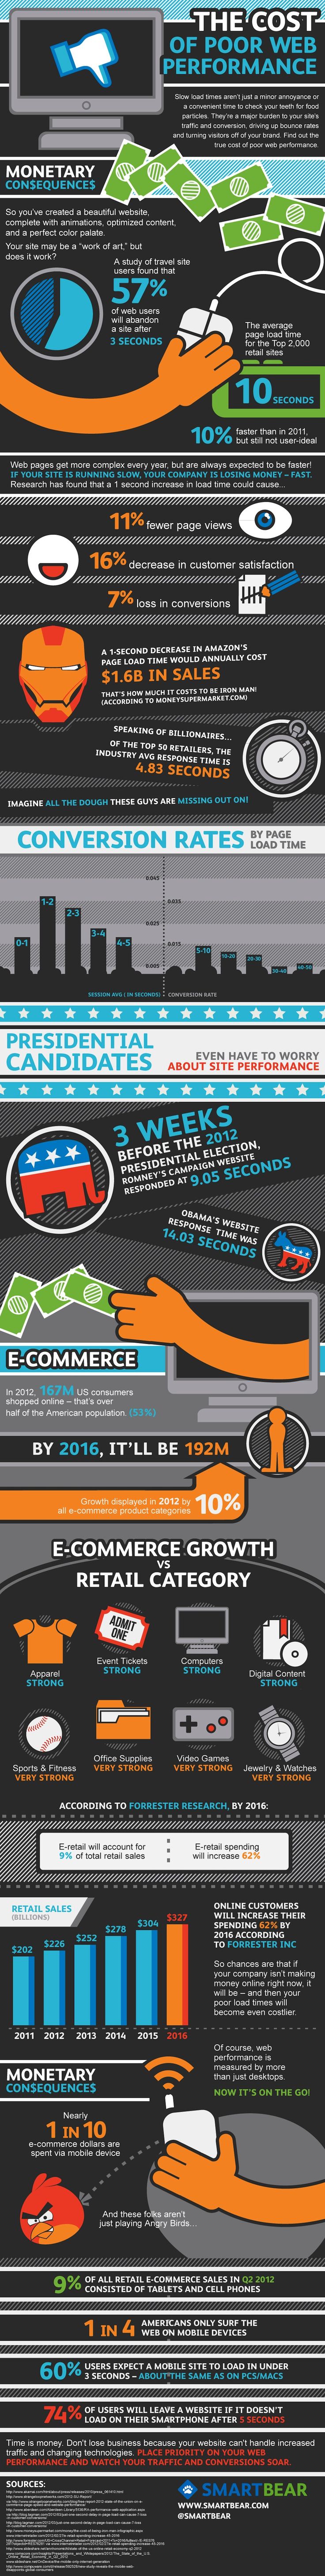 THE COST
OF POOR WEB
PERFORMANCE
Slow load times aren't just a minor annoyance or
a convenient time to check your teeth for food
particles. They're a major burden to your site's
traffic and conversion, driving up bounce rates
and turning visitors off of your brand. Find out the
true cost of poor web performance.
MONETARY
CON$EQUENCE$
So you've created a beautiful website,
complete with animations, optimized content,
and a perfect color palate.
Your site may be a "work of art," but
does it work?
A study of travel site
users found that
57%
of web users
will abandon
a site after
3 SECONDS
The average
page load time
for the Top 2,000
retail sites
10 SECONDS
10% faster than in 2011,
but still not user-ideal
Web pages get more complex every year, but are always expected to be faster!
IF YOUR SITE IS RUNNING SLOW, YOUR COMPANY IS LOSING MONEY – FAST.
Research has found that a 1 second increase in load time could cause...
11% fewer page views
16% decrease in customer satisfaction
7% loss in conversions
A 1-SECOND DECREASE IN AMAZON'S
PAGE LOAD TIME WOULD ANNUALLY COST
$1.6B IN SALES
THAT'S HOW MUCH IT COSTS TO BE IRON MAN!
(ACCORDING TO MONEYSUPERMARKET.COM)
SPEAKING OF BILLIONAIRES...
OF THE TOP 50 RETAILERS, THE
INDUSTRY AVG RESPONSE TIME IS
4.83 SECONDS
IMAGINE ALL THE DOUGH THESE GUYS ARE MISSING OUT ON!
CONVERSION RATES BY PAGE
LOAD TIME
0.045
0.035
0.025
0.015
0.005
0-1
1-2
2-3
3-4
4-5
5-10
10-20
20-30
30-40
40-50
SESSION AVG ( IN SECONDS)
CONVERSION RATE
PRESIDENTIAL
CANDIDATES
EVEN HAVE TO WORRY
ABOUT SITE PERFORMANCE
3 WEEKS
BEFORE THE 2012
PRESIDENTIAL ELECTION,
ROMNEY'S CAMPAIGN WEBSITE
RESPONDED AT 9.05 SECONDS
OBAMA'S WEBSITE
RESPONSE TIME WAS
14.03 SECONDS
E-COMMERCE
In 2012, 167M US consumers
shopped online – that's over
half of the American population. (53%)
BY 2016, IT'LL BE 192M
Growth displayed in 2012 by
all e-commerce product categories
10%
E-COMMERCE GROWTH
VS
RETAIL CATEGORY
ADMIT
ONE
Apparel
STRONG
Event Tickets
STRONG
Computers
STRONG
Digital Content
STRONG
Sports & Fitness
VERY STRONG
Office Supplies
VERY STRONG
Video Games
VERY STRONG
Jewelry & Watches
VERY STRONG
ACCORDING TO FORRESTER RESEARCH, BY 2016:
E-retail will account for
9% of total retail sales
E-retail spending
will increase 62%
RETAIL SALES
(BILLIONS)
$202
$226
$252
$278
$304
$327
2011 2012 2013 2014 2015 2016
ONLINE CUSTOMERS
WILL INCREASE THEIR
SPENDING 62% BY
2016 ACCORDING
TO FORRESTER INC
So chances are that if
your company isn't making
money online right now, it
will be – and then your
poor load times will
become even costlier.
Of course, web
performance is
measured by more
than just desktops.
NOW IT'S ON THE GO!
MONETARY
CON$EQUENCE$
Nearly
1 IN 10
e-commerce dollars are
spent via mobile device
And these folks aren't
just playing Angry Birds...
9% OF ALL RETAIL E-COMMERCE SALES IN Q2 2012
CONSISTED OF TABLETS AND CELL PHONES
1 IN 4 AMERICANS ONLY SURF THE
WEB ON MOBILE DEVICES
60% USERS EXPECT A MOBILE SITE TO LOAD IN UNDER
3 SECONDS – ABOUT THE SAME AS ON PCS/MACS
74% OF USERS WILL LEAVE A WEBSITE IF IT DOESN'T
LOAD ON THEIR SMARTPHONE AFTER 5 SECONDS
Time is money. Don't lose business because your website can't handle increased
traffic and changing technologies. PLACE PRIORITY ON YOUR WEB
PERFORMANCE AND WATCH YOUR TRAFFIC AND CONVERSIONS SOAR.
SOURCES:
SMARTBEAR
WWW.SMARTBEAR.COM
@SMARTBEAR